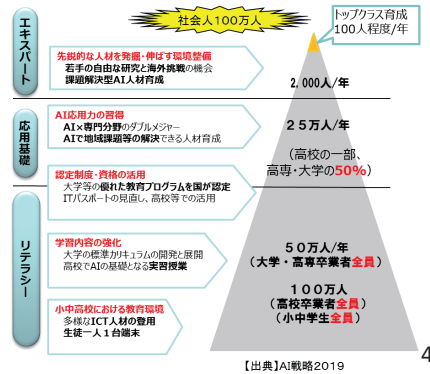 社会人100万人
トップクラス育成
100人程度/年
エキスパート
先鋭的な人材を発掘・伸ばす環境整備
若手の自由な研究と海外挑戦の機会
課題解決型AI人材育成
2,000人/年
応用基礎
AI応用力の習得
AI×専門分野のダブルメジャー
AIで地域課題等の解決できる人材育成
25万人/年
(高校の一部、
高専・大学の50%)
認定制度・資格の活用
大学等の優れた教育プログラムを国が認定
ITパスポートの見直し、高校等での活用
リテラシー
学習内容の強化
大学の標準カリキュラムの開発と展開
高校でAIの基礎となる実習授業
50万人/年
(大学・高専卒業者全員)
100万人
(高校卒業者全員)
(小中学生全員)
小中高校における教育環境
多様なICT人材の登用
生徒一人1台端末
【出典】AI戦略2019
4